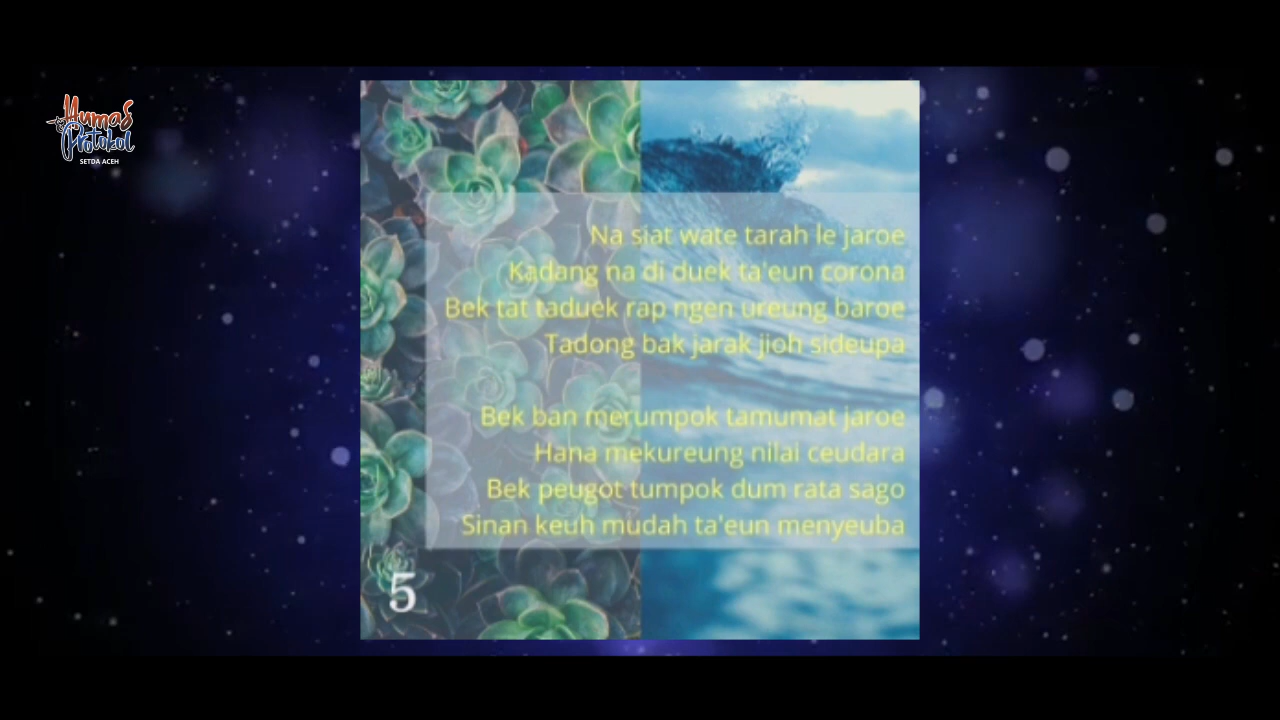 Humas
Protokol
SETDA ACEH
Na siat wate tarah le jaroe
Kadang na di duek ta'eun corona
Bek tat taduek rap ngen ureung baroe
Tadong bak jarak jioh sideupa
Bek ban merumpok tamumat jaroe
Hana mekureung nilai ceudara
Bek peugot tumpok dum rata sago
Sinan keuh mudah ta'eun menyeuba
5